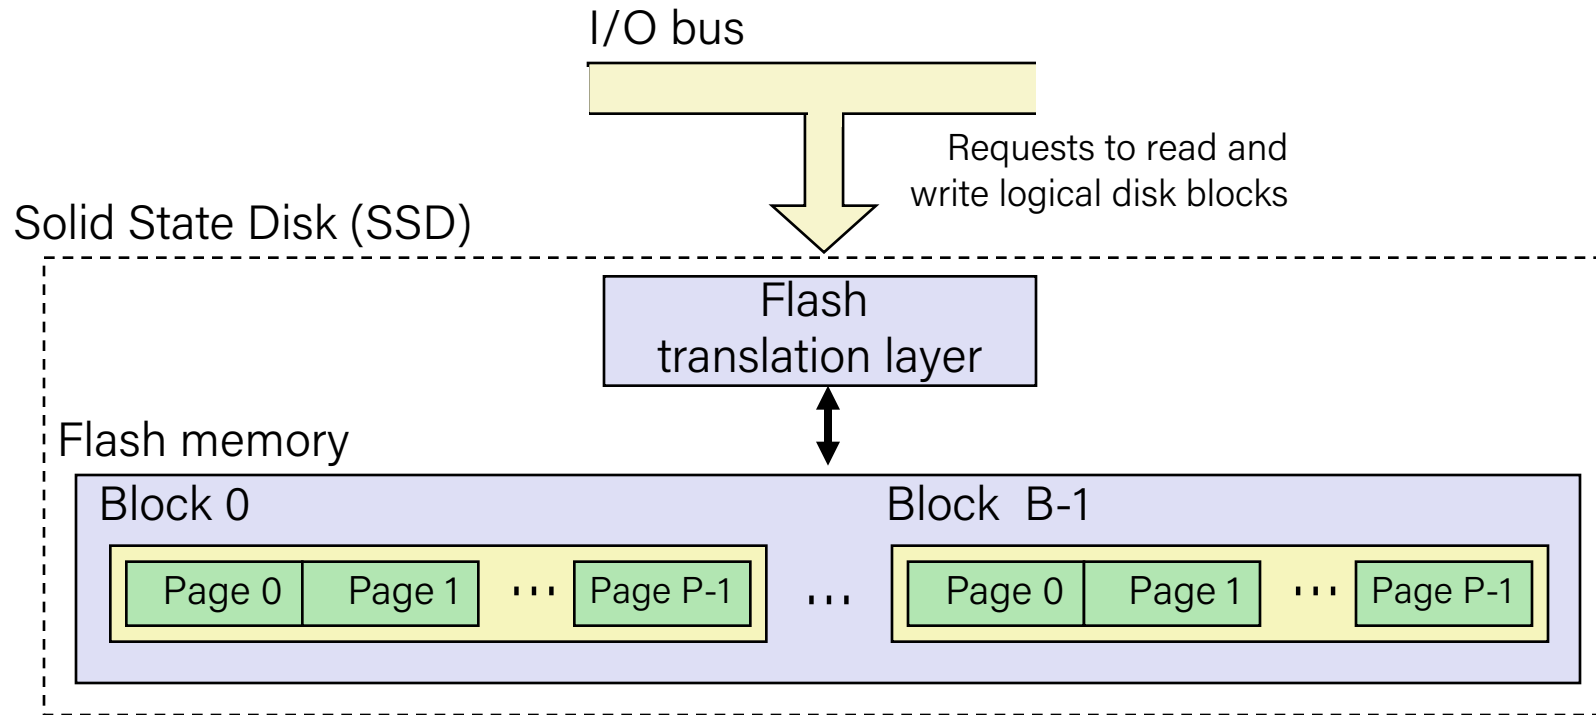 I/O bus
Requests to read and
write logical disk blocks
Solid State Disk (SSD)
Flash
translation layer
Flash memory
Block 0
Block B-1
Page 0 Page 1 ... Page P-1 ... Page 0 Page 1 ... Page P-1